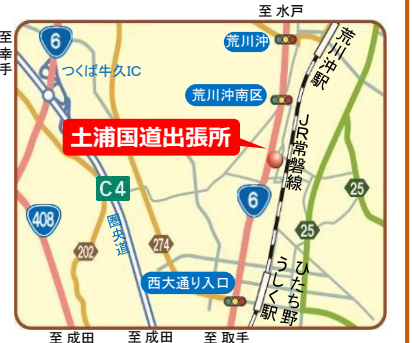 至 水戸
至幸手
6
荒川沖
荒川沖駅
つくば牛久IC
荒川沖南区
JR常磐線
土浦国道出張所
C4
6
25
408
圏央道
25
202
274
ひたち野うしく駅
西大通り入口
至 成田
至 成田
至 取手